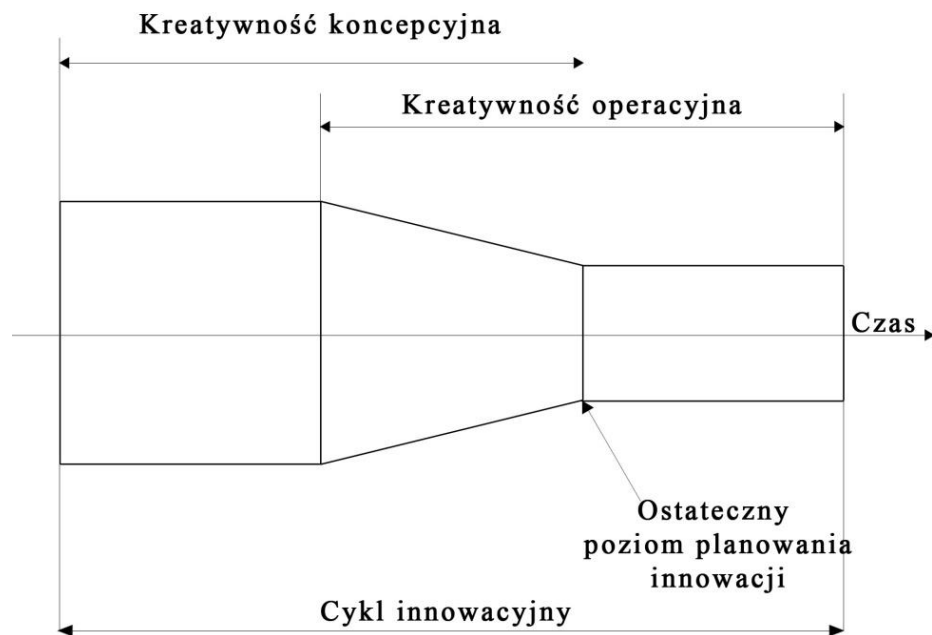 Kreatywność koncepcyjna
Kreatywność operacyjna
Czas
Ostateczny
poziom planowania
innowacji
Cykl innowacyjny